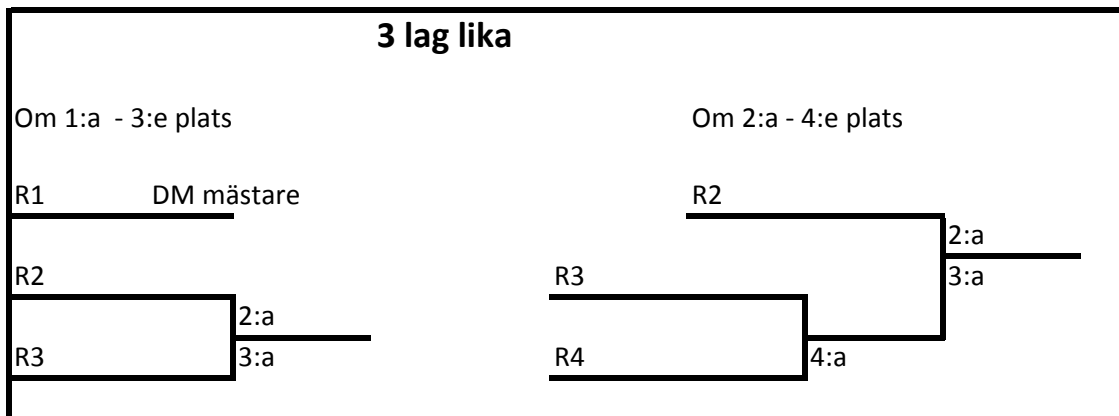 3 lag lika
Om 1:a - 3:e plats
Om 2:a - 4:e plats
R1 DM mästare
R2
2:a
3:a
R2
R3
2:a
3:a
R3
R4
4:a